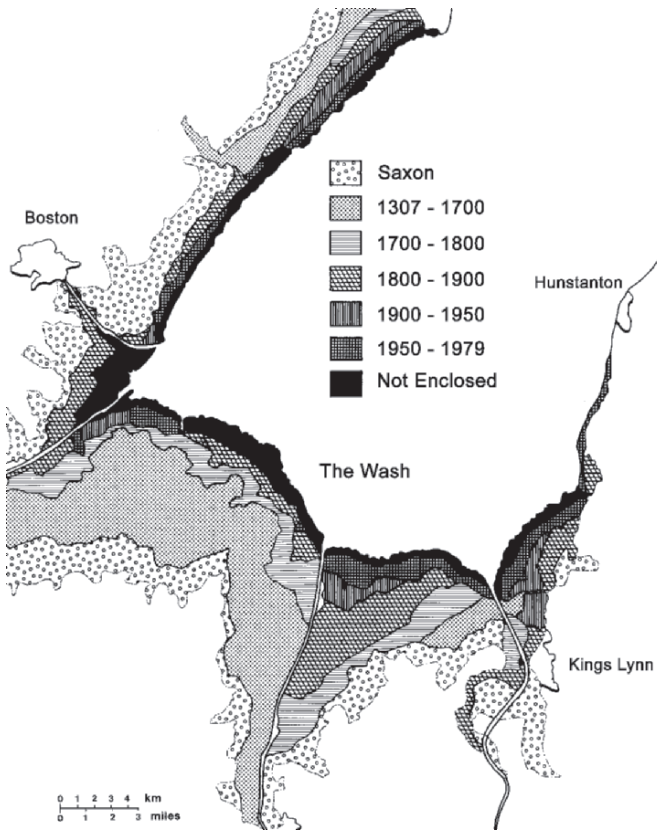 Saxon
1307 - 1700
1700 - 1800
1800 - 1900
1900 - 1950
1950 - 1979
Not Enclosed
Boston
Hunstanton
The Wash
Kings Lynn
0 1 2 3 4 km
0 1 2 3 miles